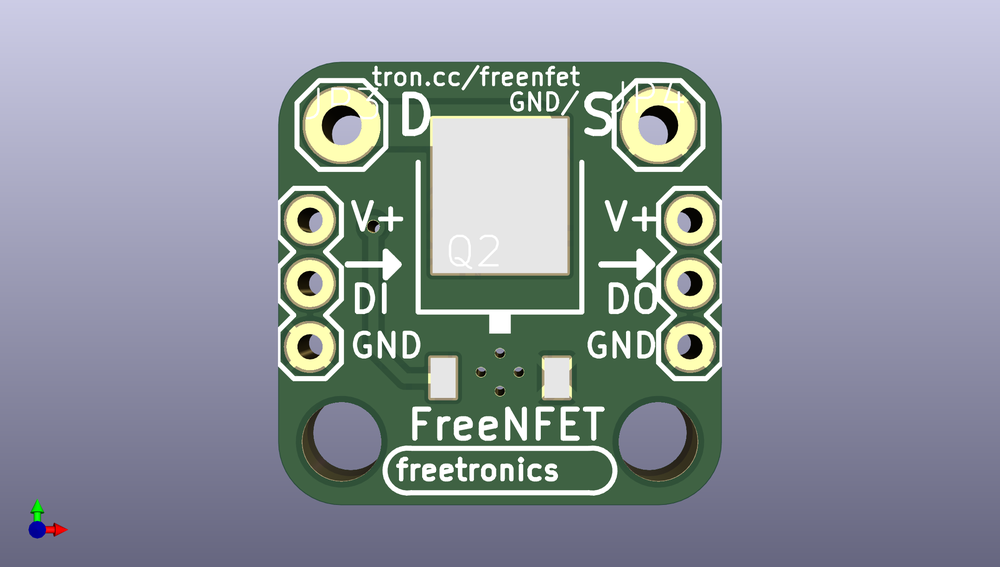 tron.cc/freenfet
GND/
JP3 D S JP4
V+ V+
Q2
DI DO
GND GND
FreeNFET
freetronics